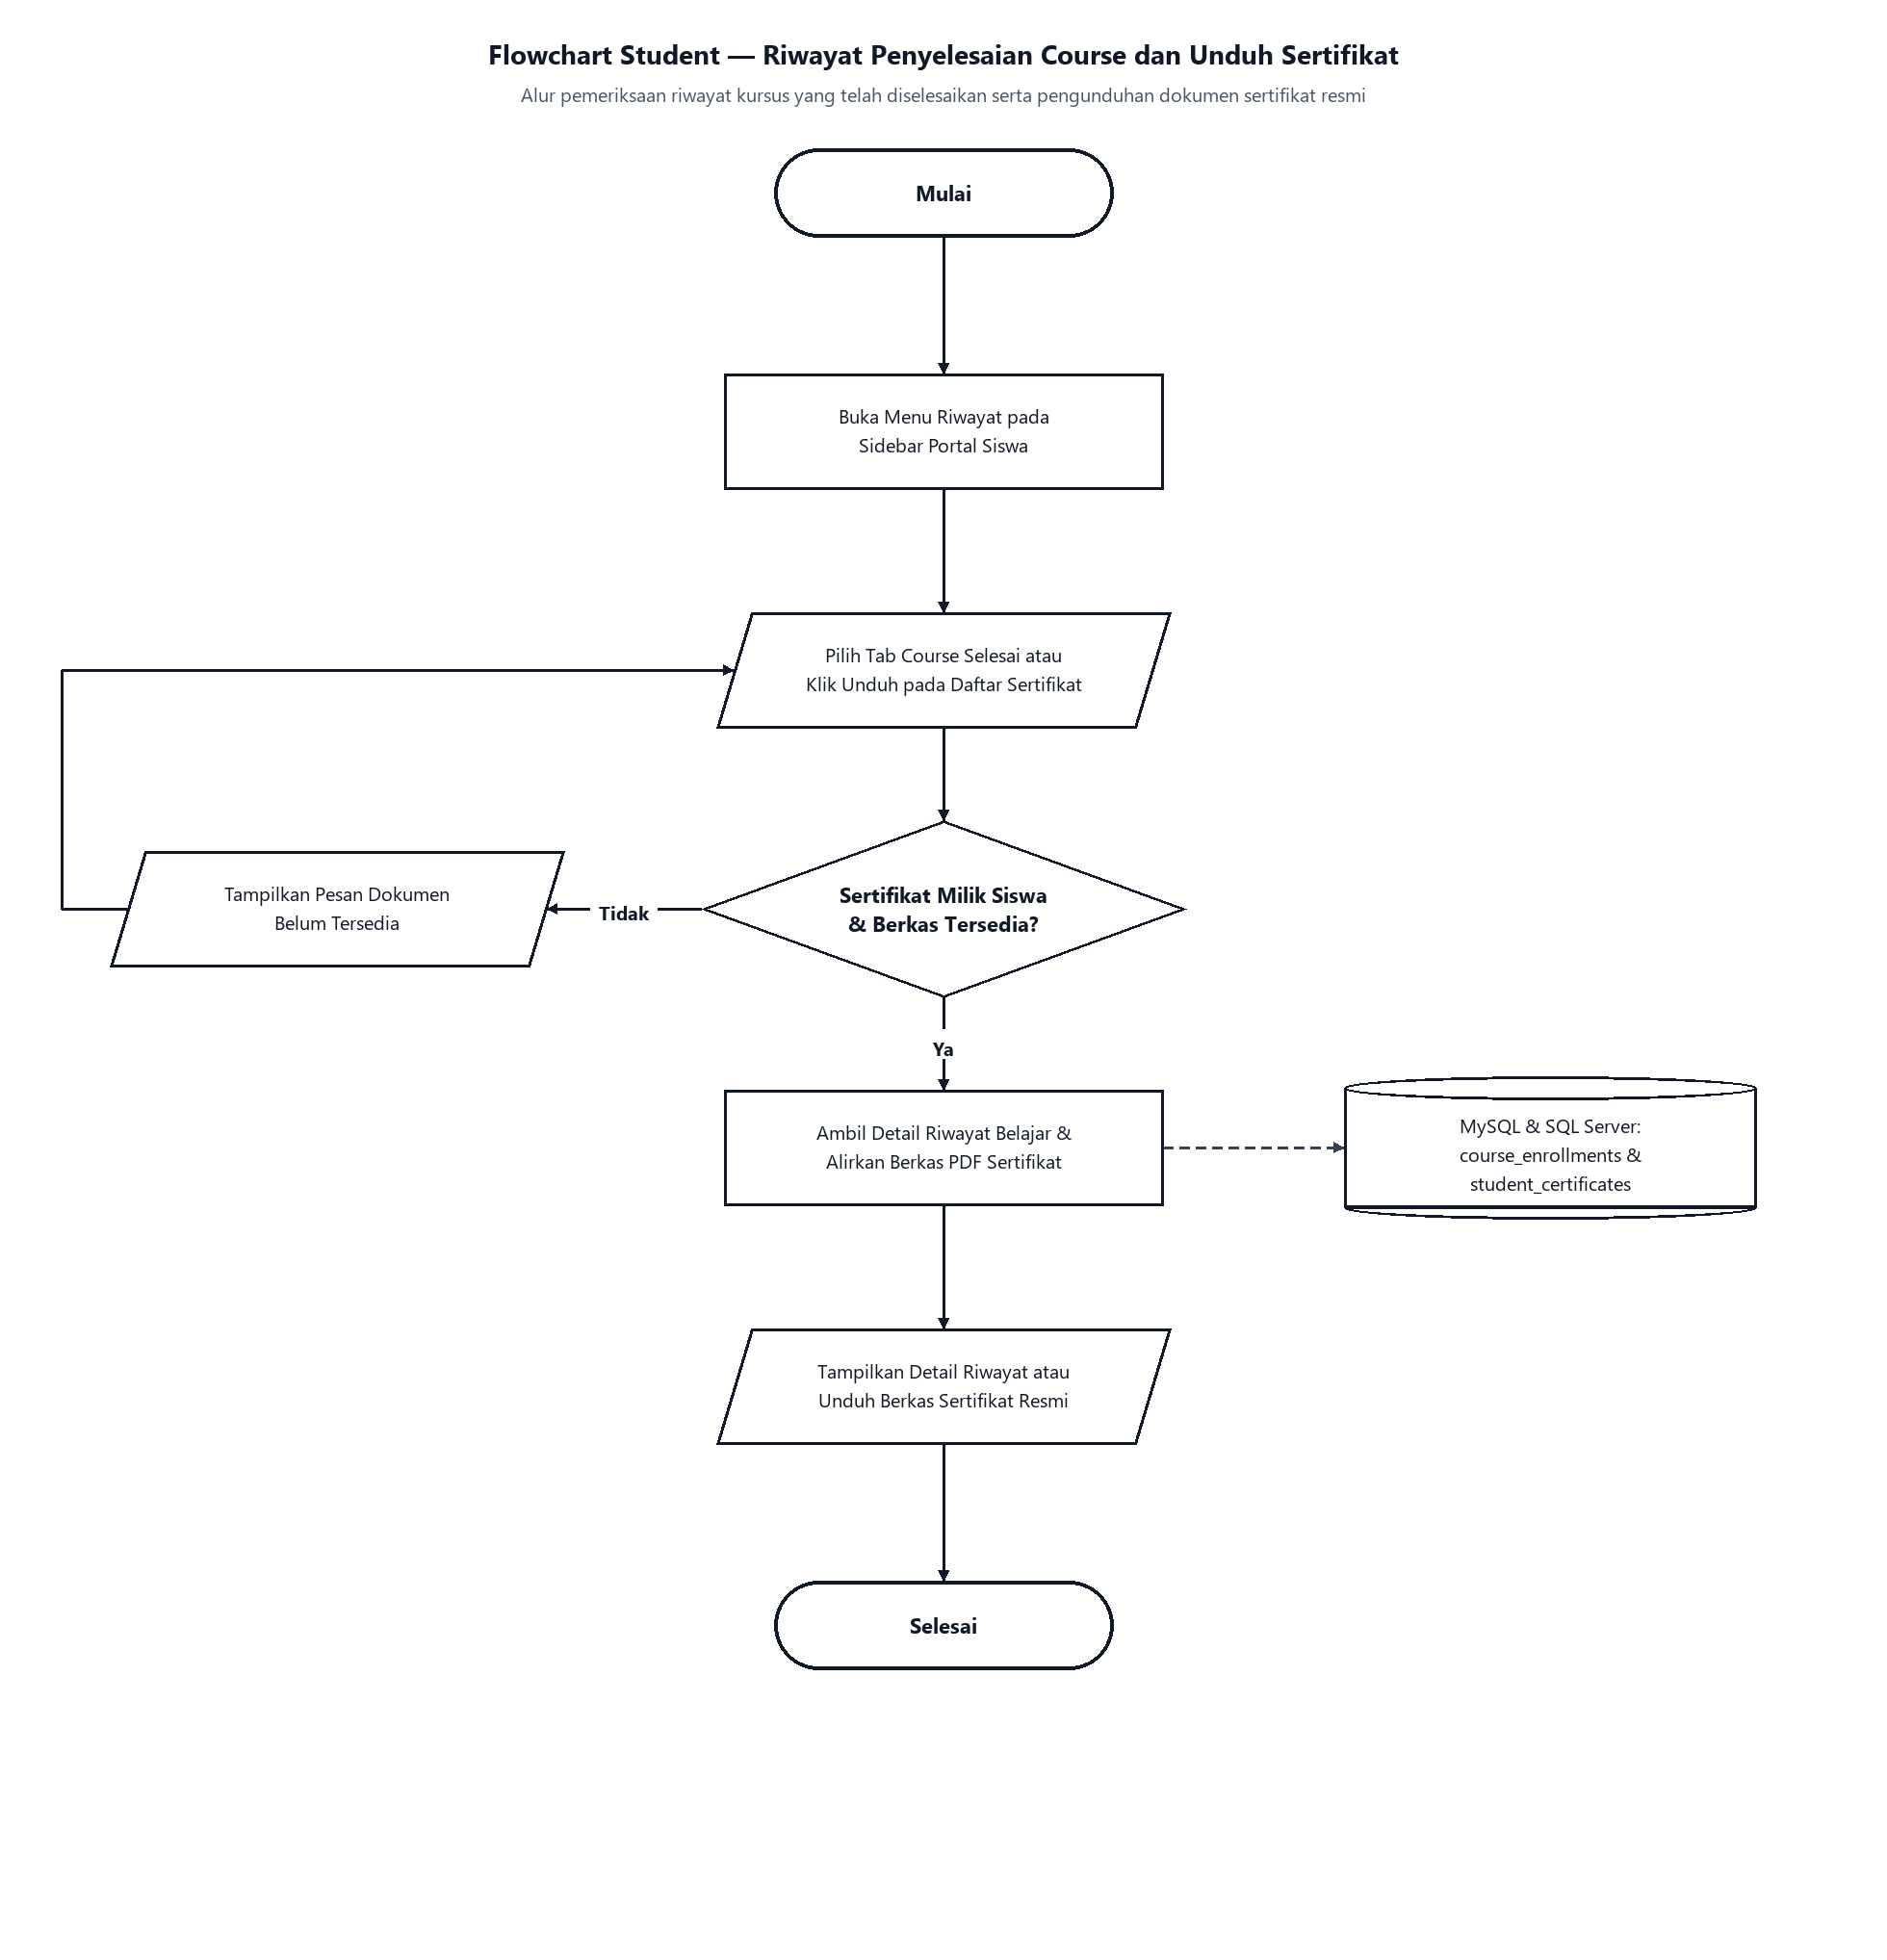 Flowchart Student — Riwayat Penyelesaian Course dan Unduh Sertifikat
Alur pemeriksaan riwayat kursus yang telah diselesaikan serta pengunduhan dokumen sertifikat resmi
Mulai
Buka Menu Riwayat pada
Sidebar Portal Siswa
Pilih Tab Course Selesai atau
Klik Unduh pada Daftar Sertifikat
Sertifikat Milik Siswa
& Berkas Tersedia?
Tidak
Tampilkan Pesan Dokumen
Belum Tersedia
Ya
Ambil Detail Riwayat Belajar &
Alirkan Berkas PDF Sertifikat
MySQL & SQL Server:
course_enrollments &
student_certificates
Tampilkan Detail Riwayat atau
Unduh Berkas Sertifikat Resmi
Selesai